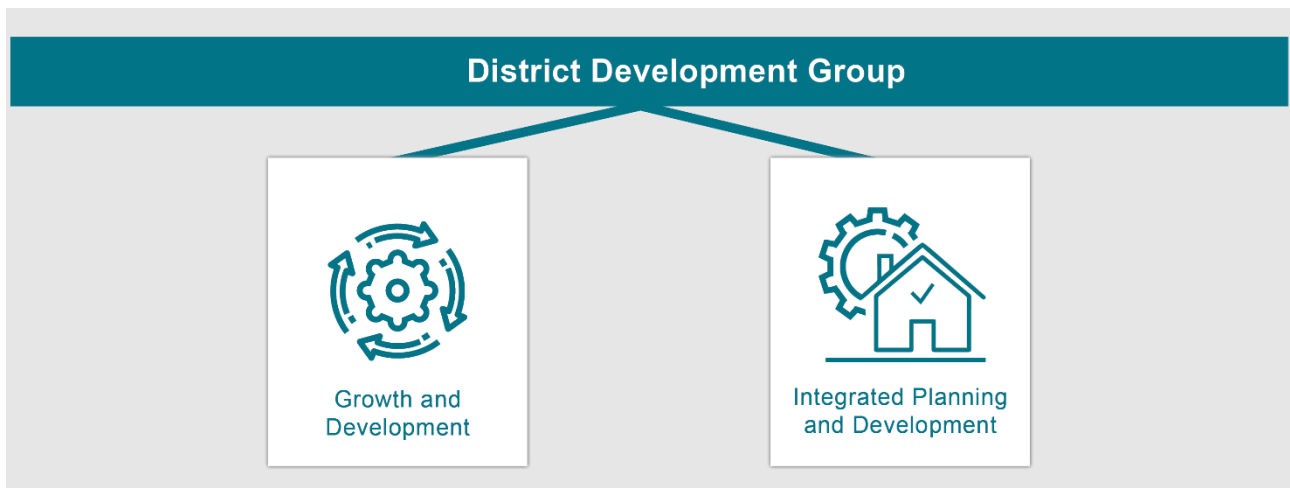 District Development Group
Growth and
Development
Integrated Planning
and Development